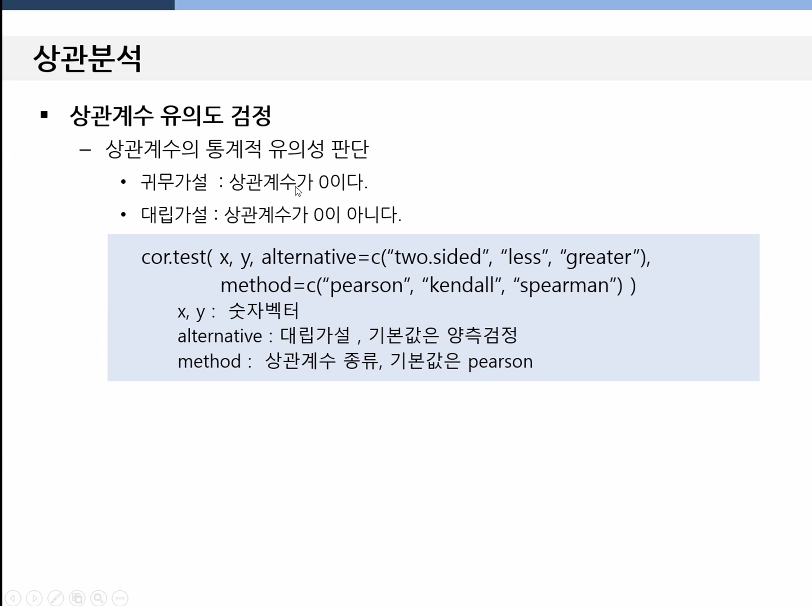 상관분석
▪ 상관계수 유의도 검정
– 상관계수의 통계적 유의성 판단
• 귀무가설 : 상관계수가 0이다.
• 대립가설 : 상관계수가 0이 아니다.
cor.test( x, y, alternative=c(“two.sided”, “less”, “greater”),
method=c(“pearson”, “kendall”, “spearman”) )
x, y : 숫자벡터
alternative : 대립가설 , 기본값은 양측검정
method : 상관계수 종류, 기본값은 pearson